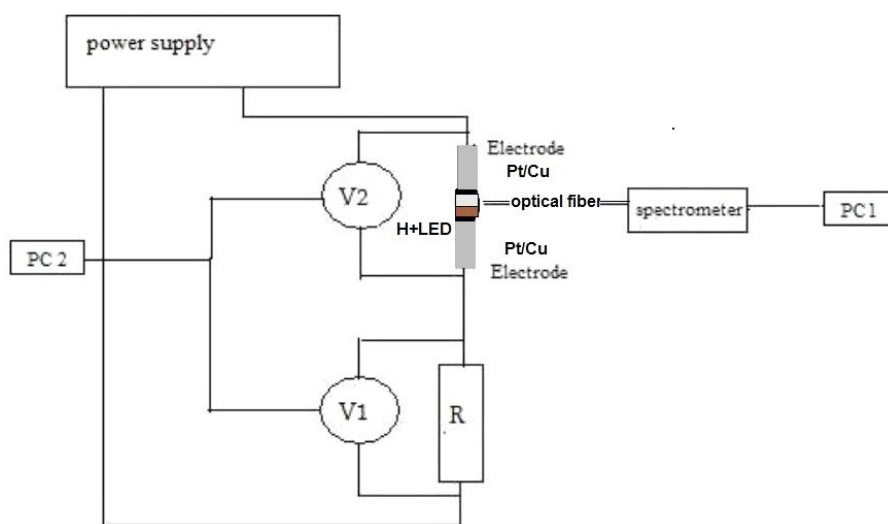 power supply
Electrode
Pt/Cu
V2
optical fiber
spectrometer
PC1
H+LED
PC 2
Pt/Cu
Electrode
V1
R